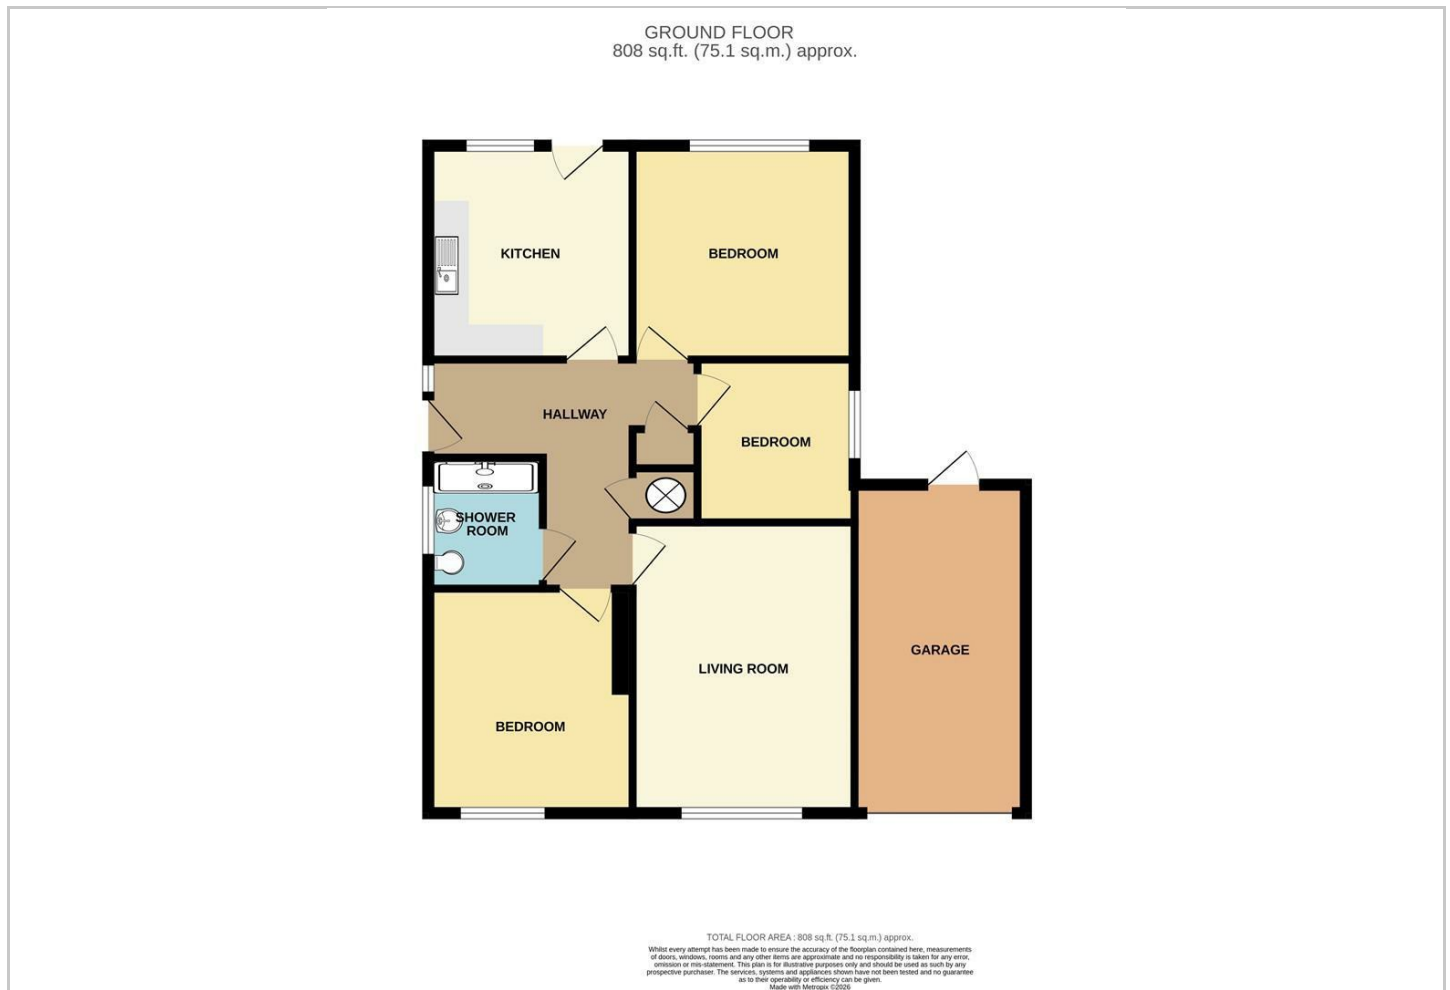 GROUND FLOOR
808 sq.ft. (75.1 sq.m.) approx.
KITCHEN
BEDROOM
HALLWAY
BEDROOM
SHOWER
ROOM
GARAGE
LIVING ROOM
BEDROOM
TOTAL FLOOR AREA : 808 sq.ft. (75.1 sq.m.) approx.
Whilst every attempt has been made to ensure the accuracy of the floorplan contained here, measurements
of doors, windows, rooms and any other items are approximate and no responsibility is taken for any error,
omission or mis-statement. This plan is for illustrative purposes only and should be used as such by any
prospective purchaser. The services, systems and appliances shown have not been tested and no guarantee
as to their operability or efficiency can be given.
Made with Metropix ©2026